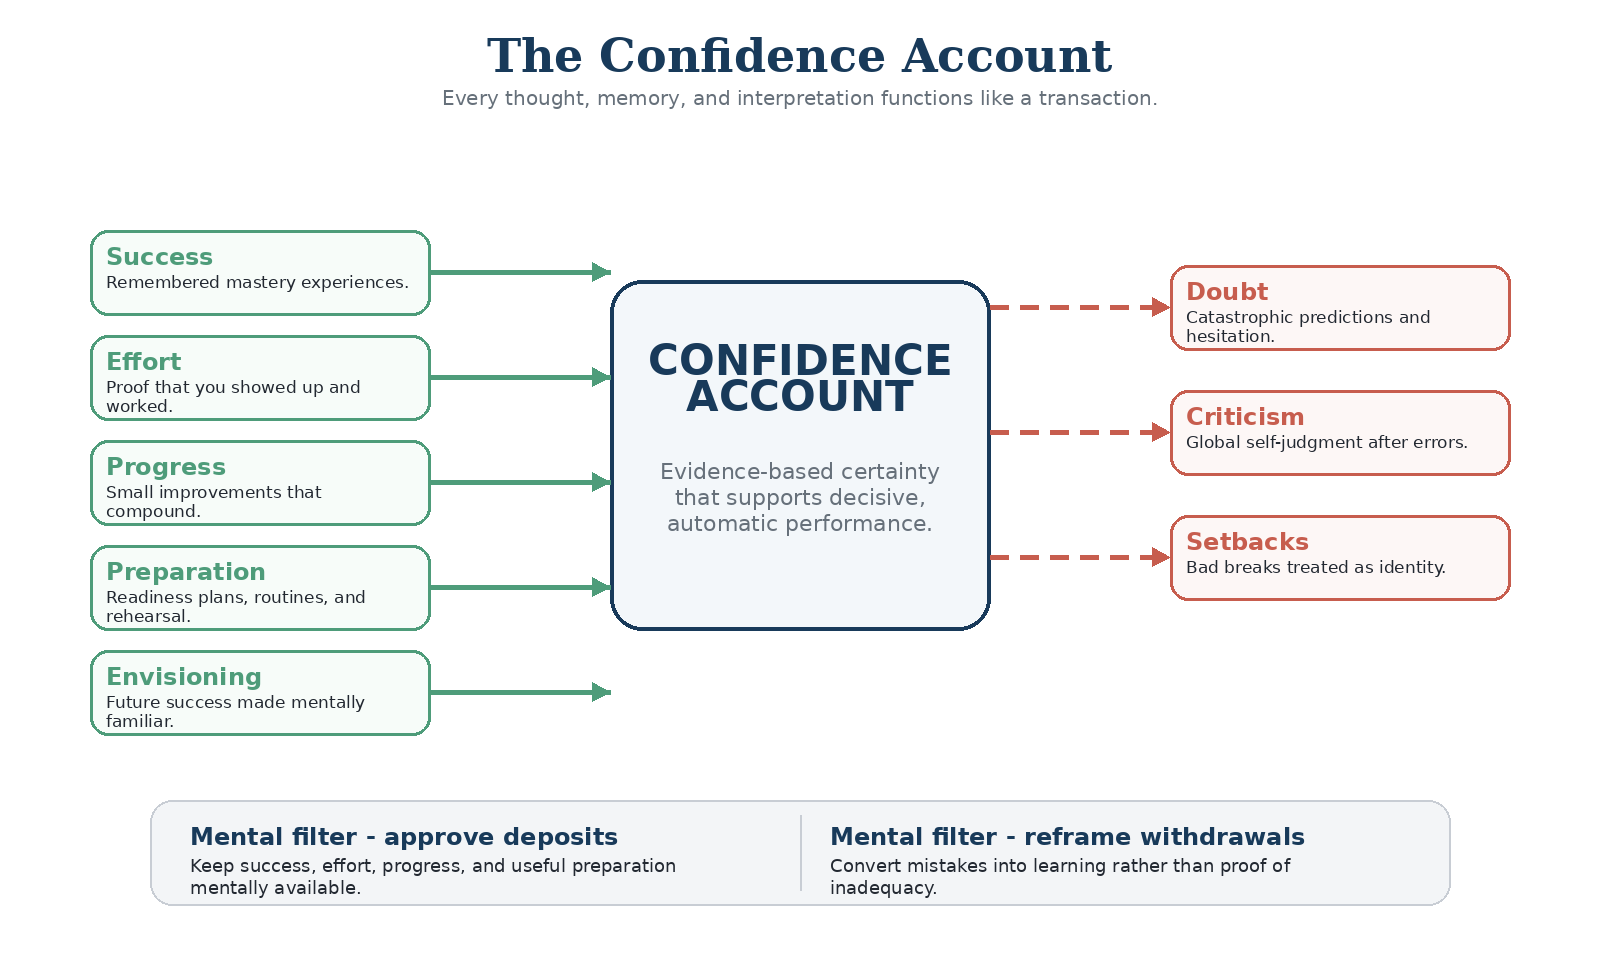 The Confidence Account
Every thought, memory, and interpretation functions like a transaction.
Success
Remembered mastery experiences.
Effort
Proof that you showed up and
worked.
Progress
Small improvements that
compound.
Preparation
Readiness plans, routines, and
rehearsal.
Envisioning
Future success made mentally
familiar.
CONFIDENCE
ACCOUNT
Evidence-based certainty
that supports decisive,
automatic performance.
Doubt
Catastrophic predictions and
hesitation.
Criticism
Global self-judgment after errors.
Setbacks
Bad breaks treated as identity.
Mental filter - approve deposits
Keep success, effort, progress, and useful preparation
mentally available.
Mental filter - reframe withdrawals
Convert mistakes into learning rather than proof of
inadequacy.